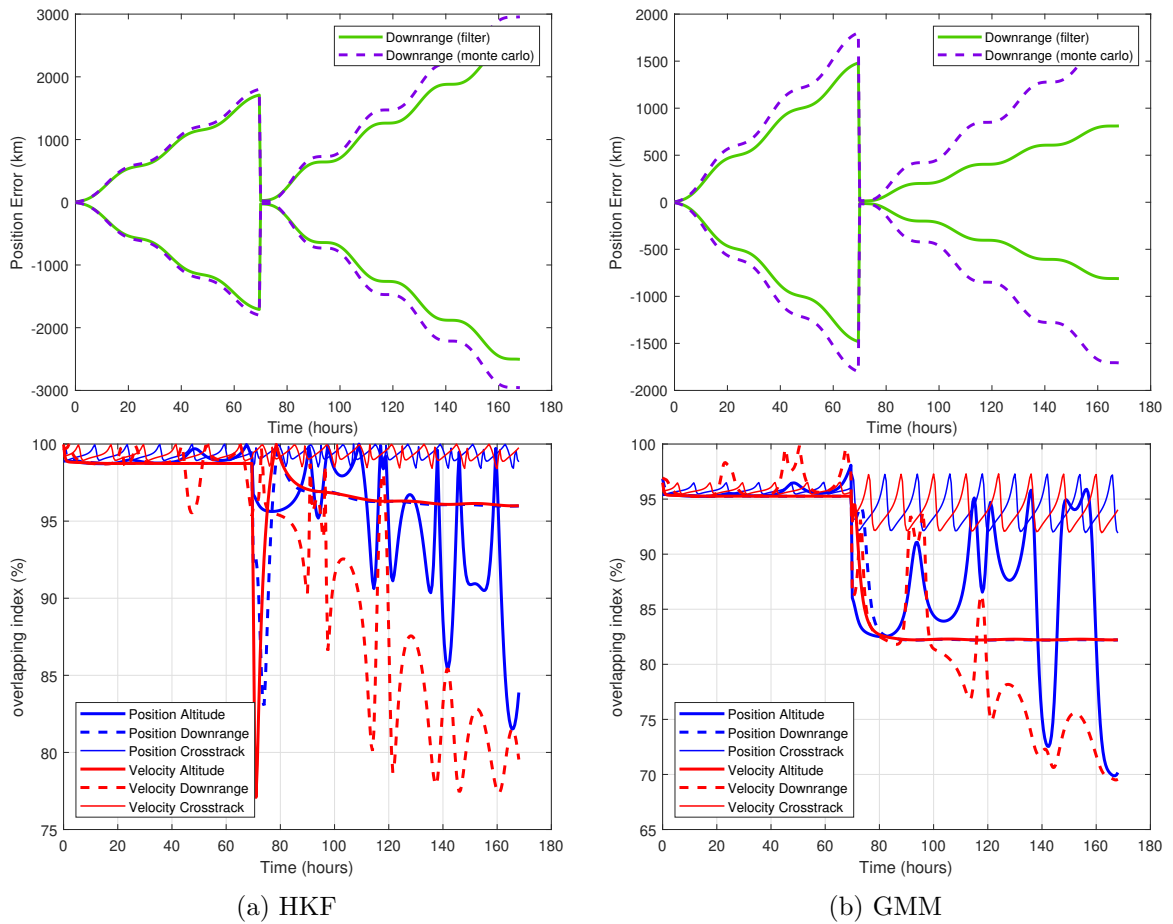 3000
2000
1000
0
-1000
-2000
-3000
Position Error (km)
0 20 40 60 80 100 120 140 160 180
Time (hours)
Downrange (filter)
Downrange (monte carlo)
2000
1500
1000
500
0
-500
-1000
-1500
-2000
Position Error (km)
0 20 40 60 80 100 120 140 160 180
Time (hours)
Downrange (filter)
Downrange (monte carlo)
100
95
90
85
80
75
overlapping index (%)
Position Altitude
Position Downrange
Position Crosstrack
Velocity Altitude
Velocity Downrange
Velocity Crosstrack
0 20 40 60 80 100 120 140 160 180
Time (hours)
100
95
90
85
80
75
70
65
overlapping index (%)
Position Altitude
Position Downrange
Position Crosstrack
Velocity Altitude
Velocity Downrange
Velocity Crosstrack
0 20 40 60 80 100 120 140 160 180
Time (hours)
(a) HKF
(b) GMM